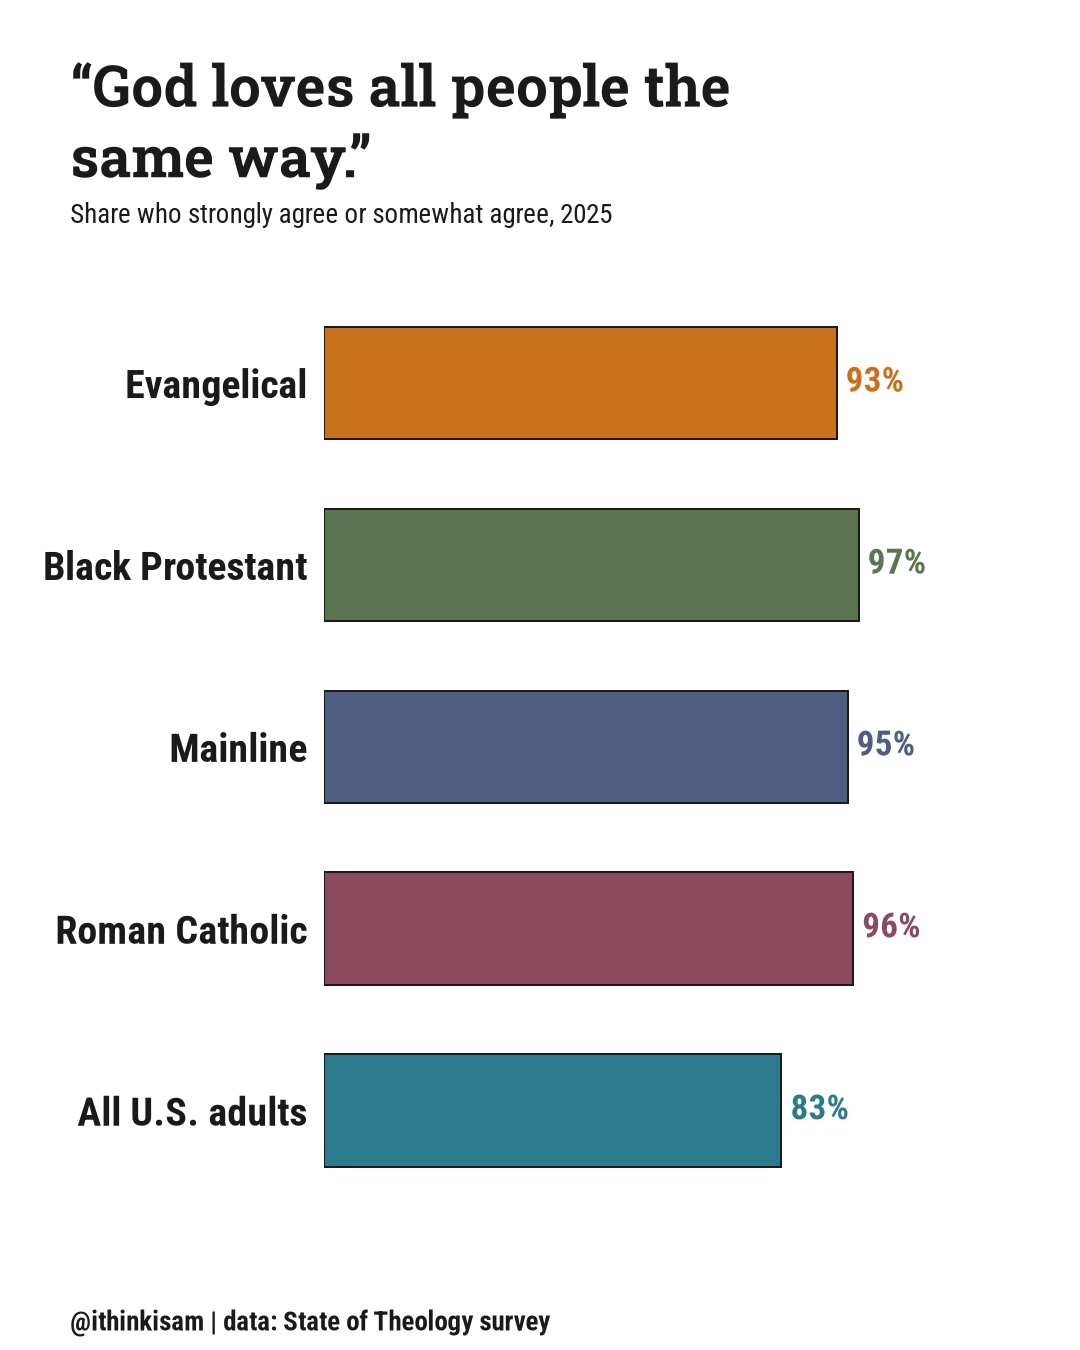 “God loves all people the
same way.”
Share who strongly agree or somewhat agree, 2025
Evangelical 93%
Black Protestant 97%
Mainline 95%
Roman Catholic 96%
All U.S. adults 83%
@ithinkisam | data: State of Theology survey